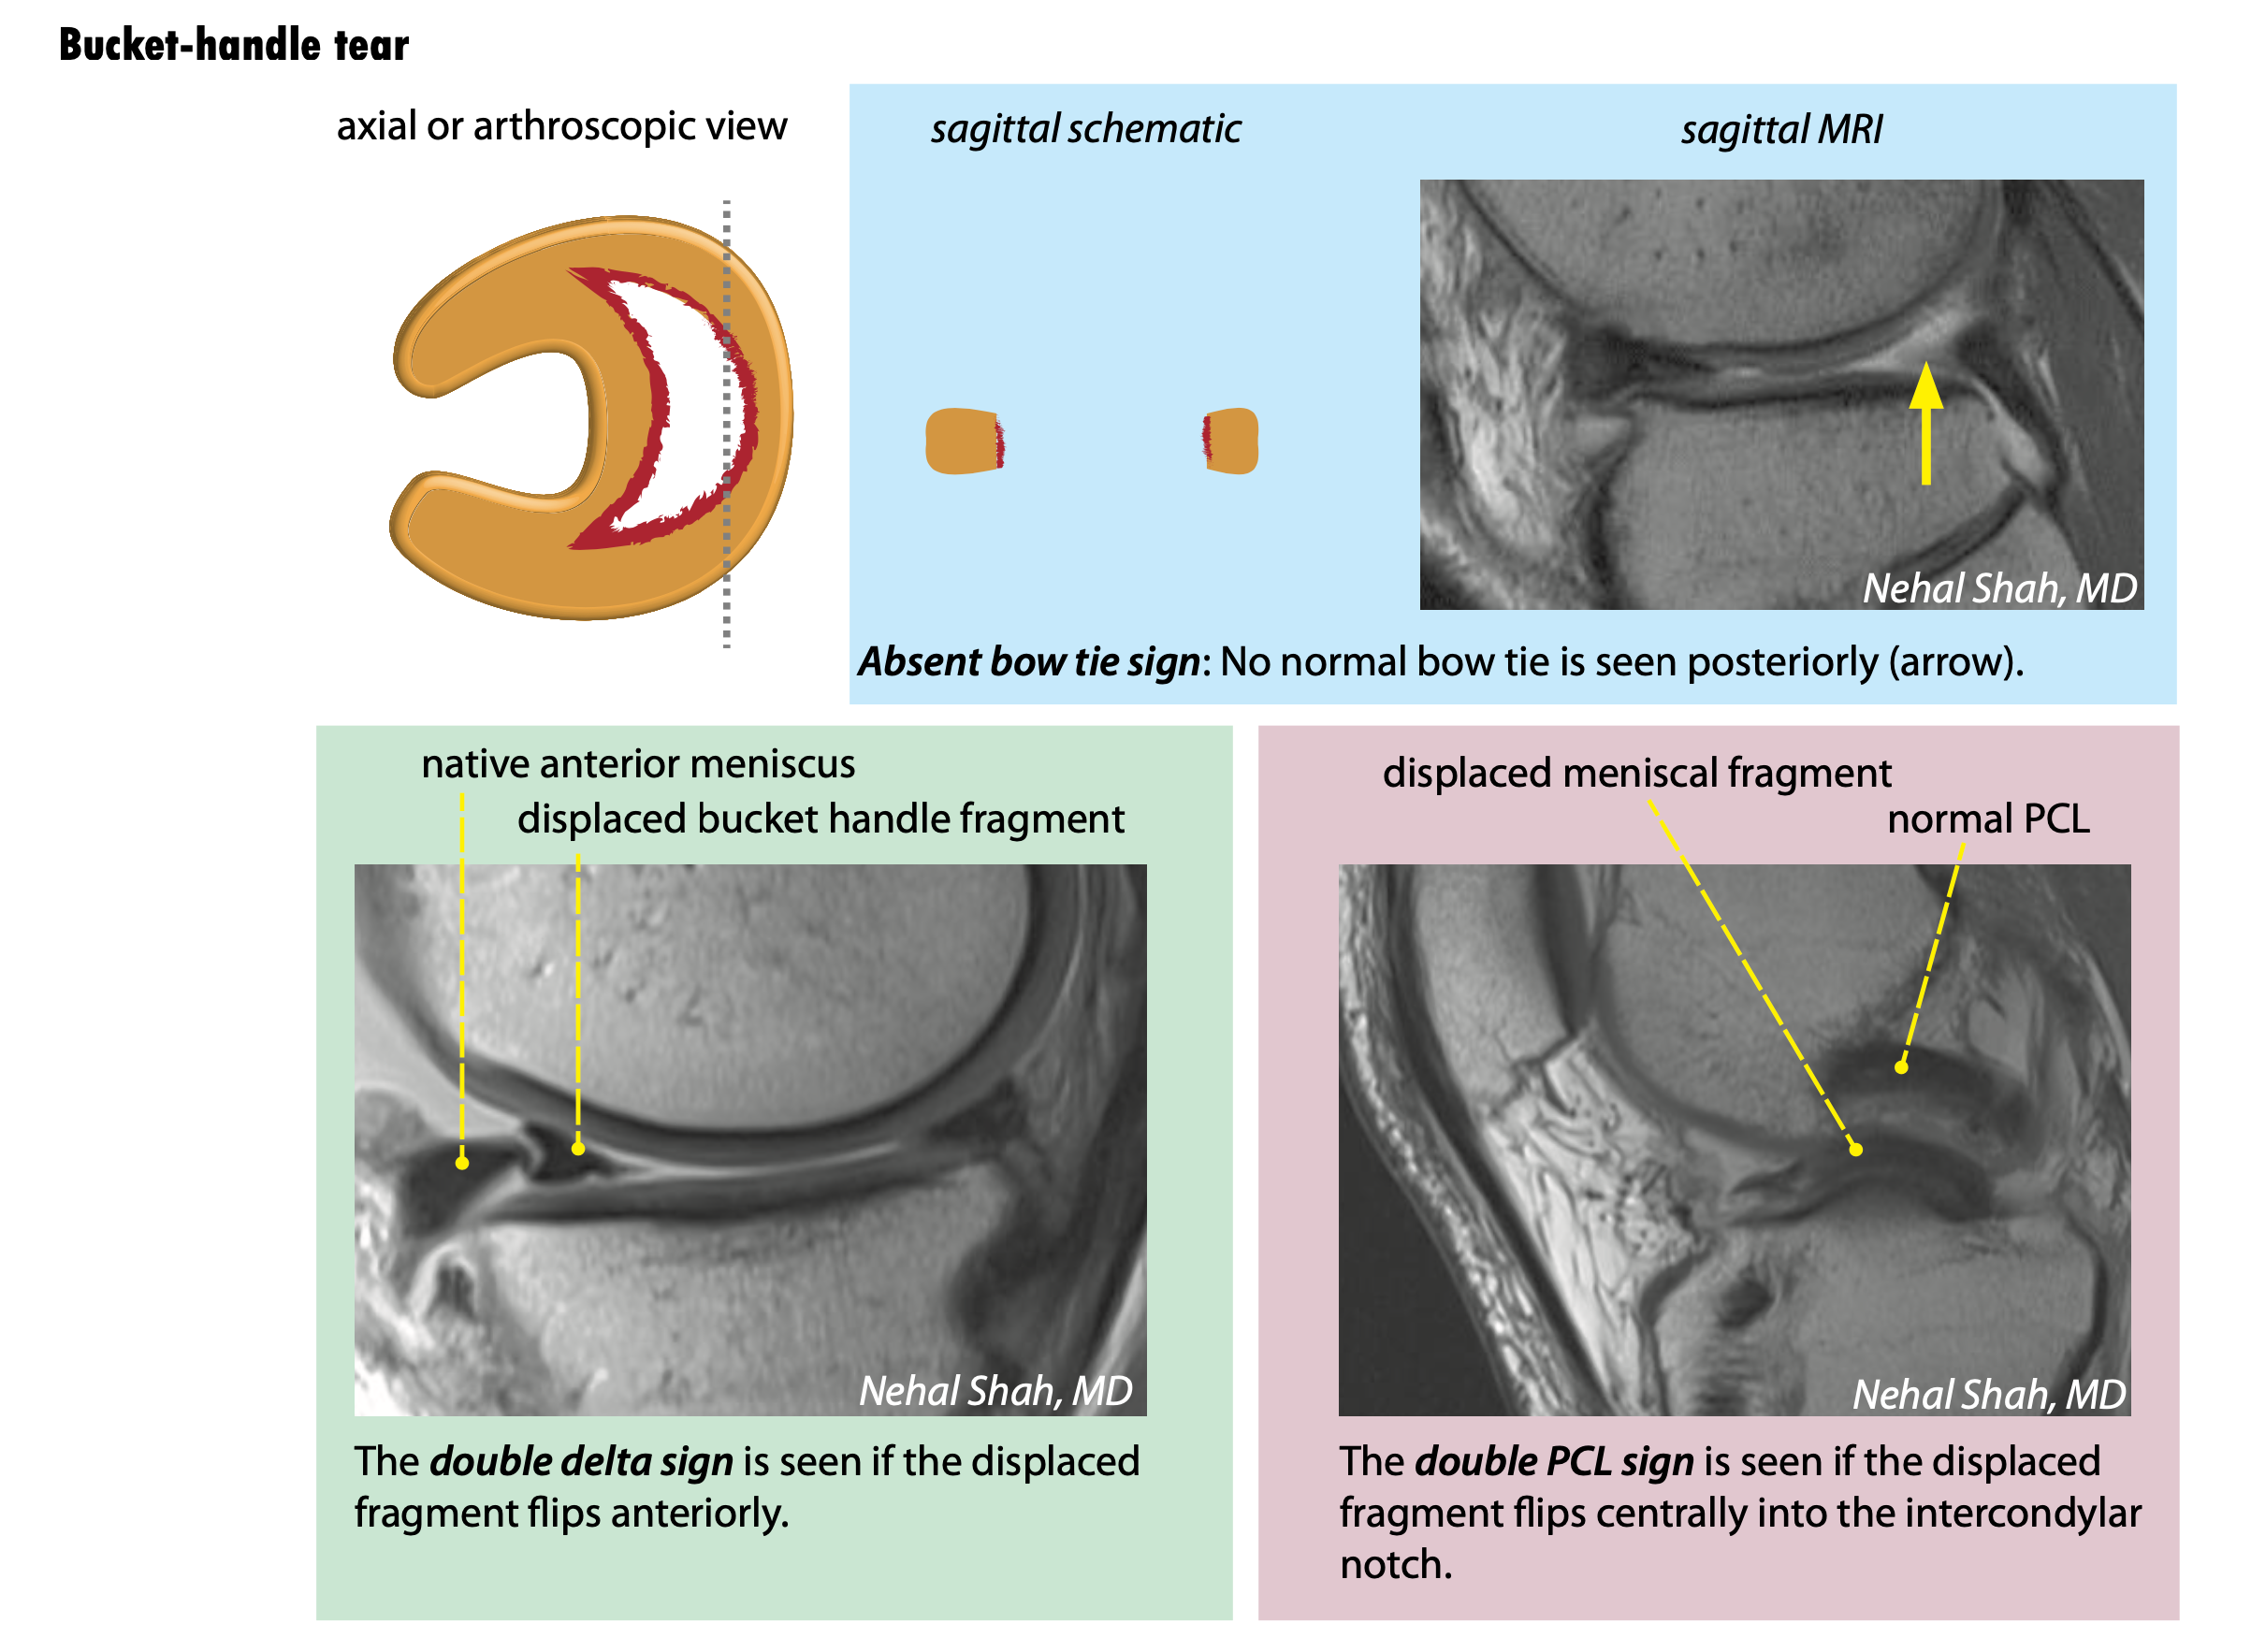 Bucket-handle tear
axial or arthroscopic view
sagittal schematic
sagittal MRI
Nehal Shah, MD
Absent bow tie sign: No normal bow tie is seen posteriorly (arrow).
native anterior meniscus
displaced bucket handle fragment
Nehal Shah, MD
The double delta sign is seen if the displaced
fragment flips anteriorly.
displaced meniscal fragment
normal PCL
Nehal Shah, MD
The double PCL sign is seen if the displaced
fragment flips centrally into the intercondylar
notch.